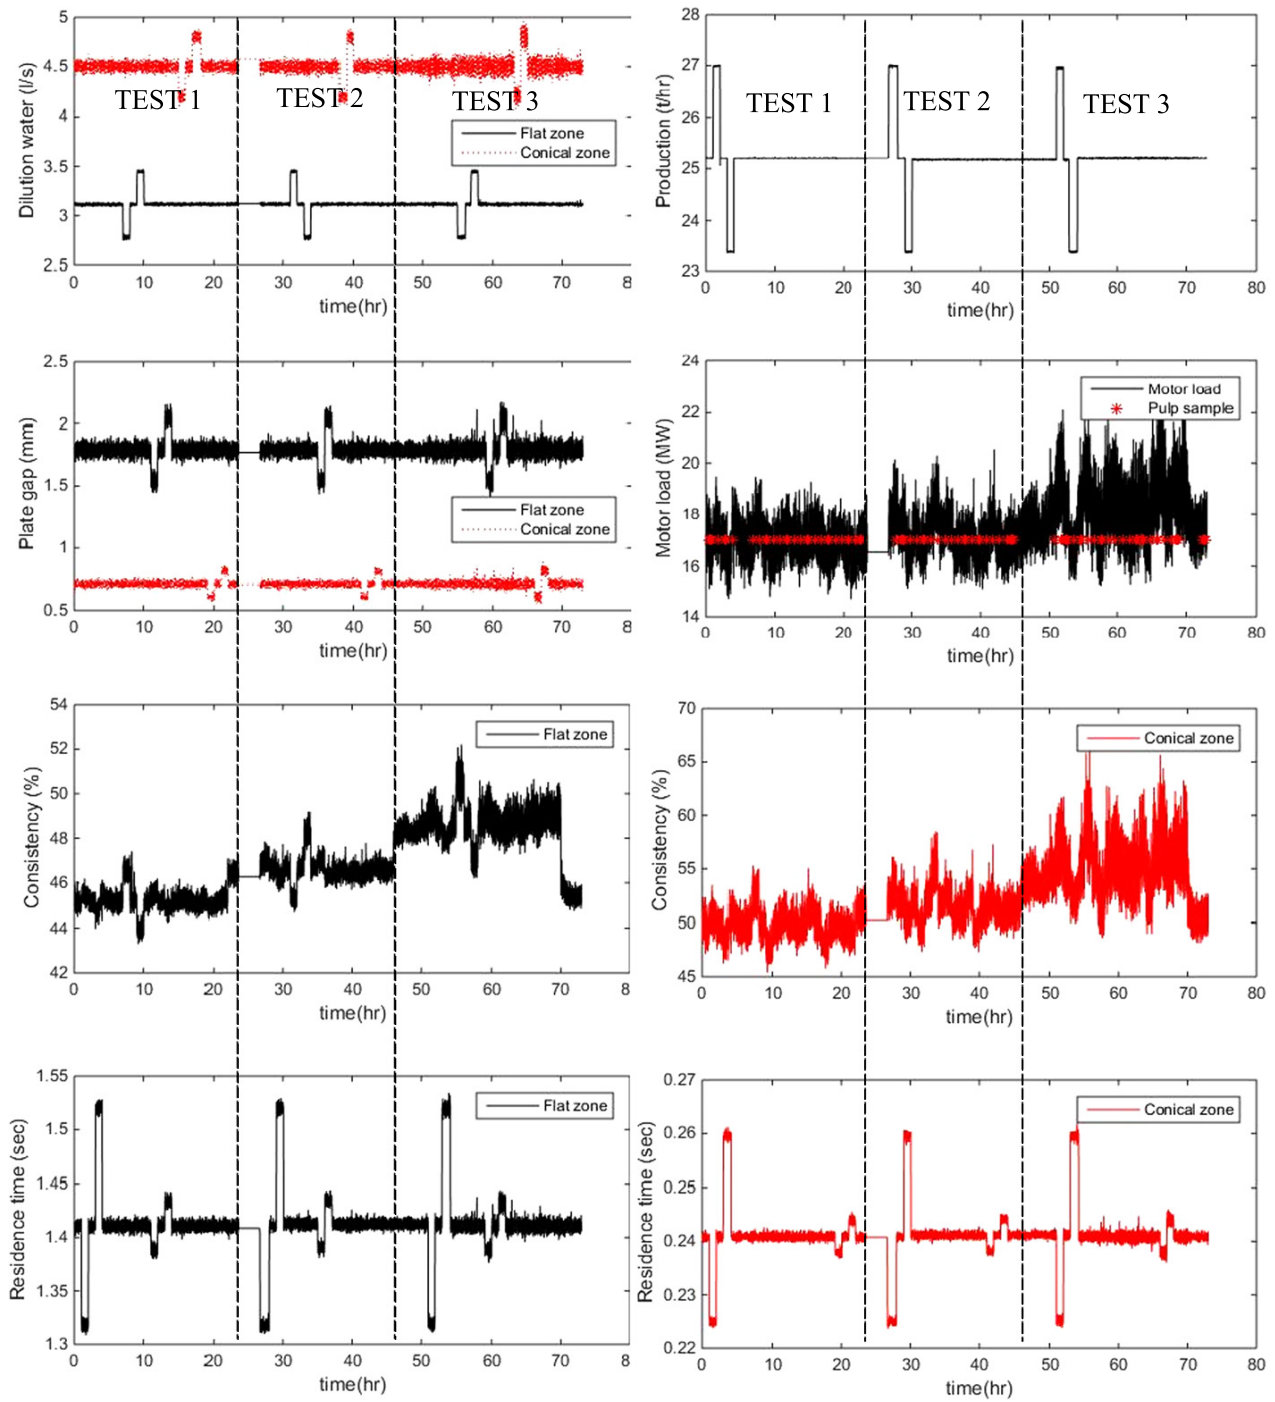 5
4.5
4
3.5
3
2.5
Dilution water (l/s)
TEST 1
TEST 2
TEST 3
Flat zone
Conical zone
0 10 20 30 40 50 60 70 8
time(hr)
28
27
26
25
24
23
Production (t/hr)
TEST 1
TEST 2
TEST 3
0 10 20 30 40 50 60 70 80
time(hr)
2.5
2
1.5
1
0.5
Plate gap (mm)
Flat zone
Conical zone
0 10 20 30 40 50 60 70 8
time(hr)
24
22
20
18
16
14
Motor load (MW)
Motor load
Pulp sample
0 10 20 30 40 50 60 70 80
time(hr)
54
52
50
48
46
44
42
Consistency (%)
Flat zone
0 10 20 30 40 50 60 70 8
time(hr)
70
65
60
55
50
45
Consistency (%)
Conical zone
0 10 20 30 40 50 60 70 80
time(hr)
1.55
1.5
1.45
1.4
1.35
1.3
Residence time (sec)
Flat zone
0 10 20 30 40 50 60 70 8
time(hr)
0.27
0.26
0.25
0.24
0.23
0.22
Residence time (sec)
Conical zone
0 10 20 30 40 50 60 70 80
time(hr)